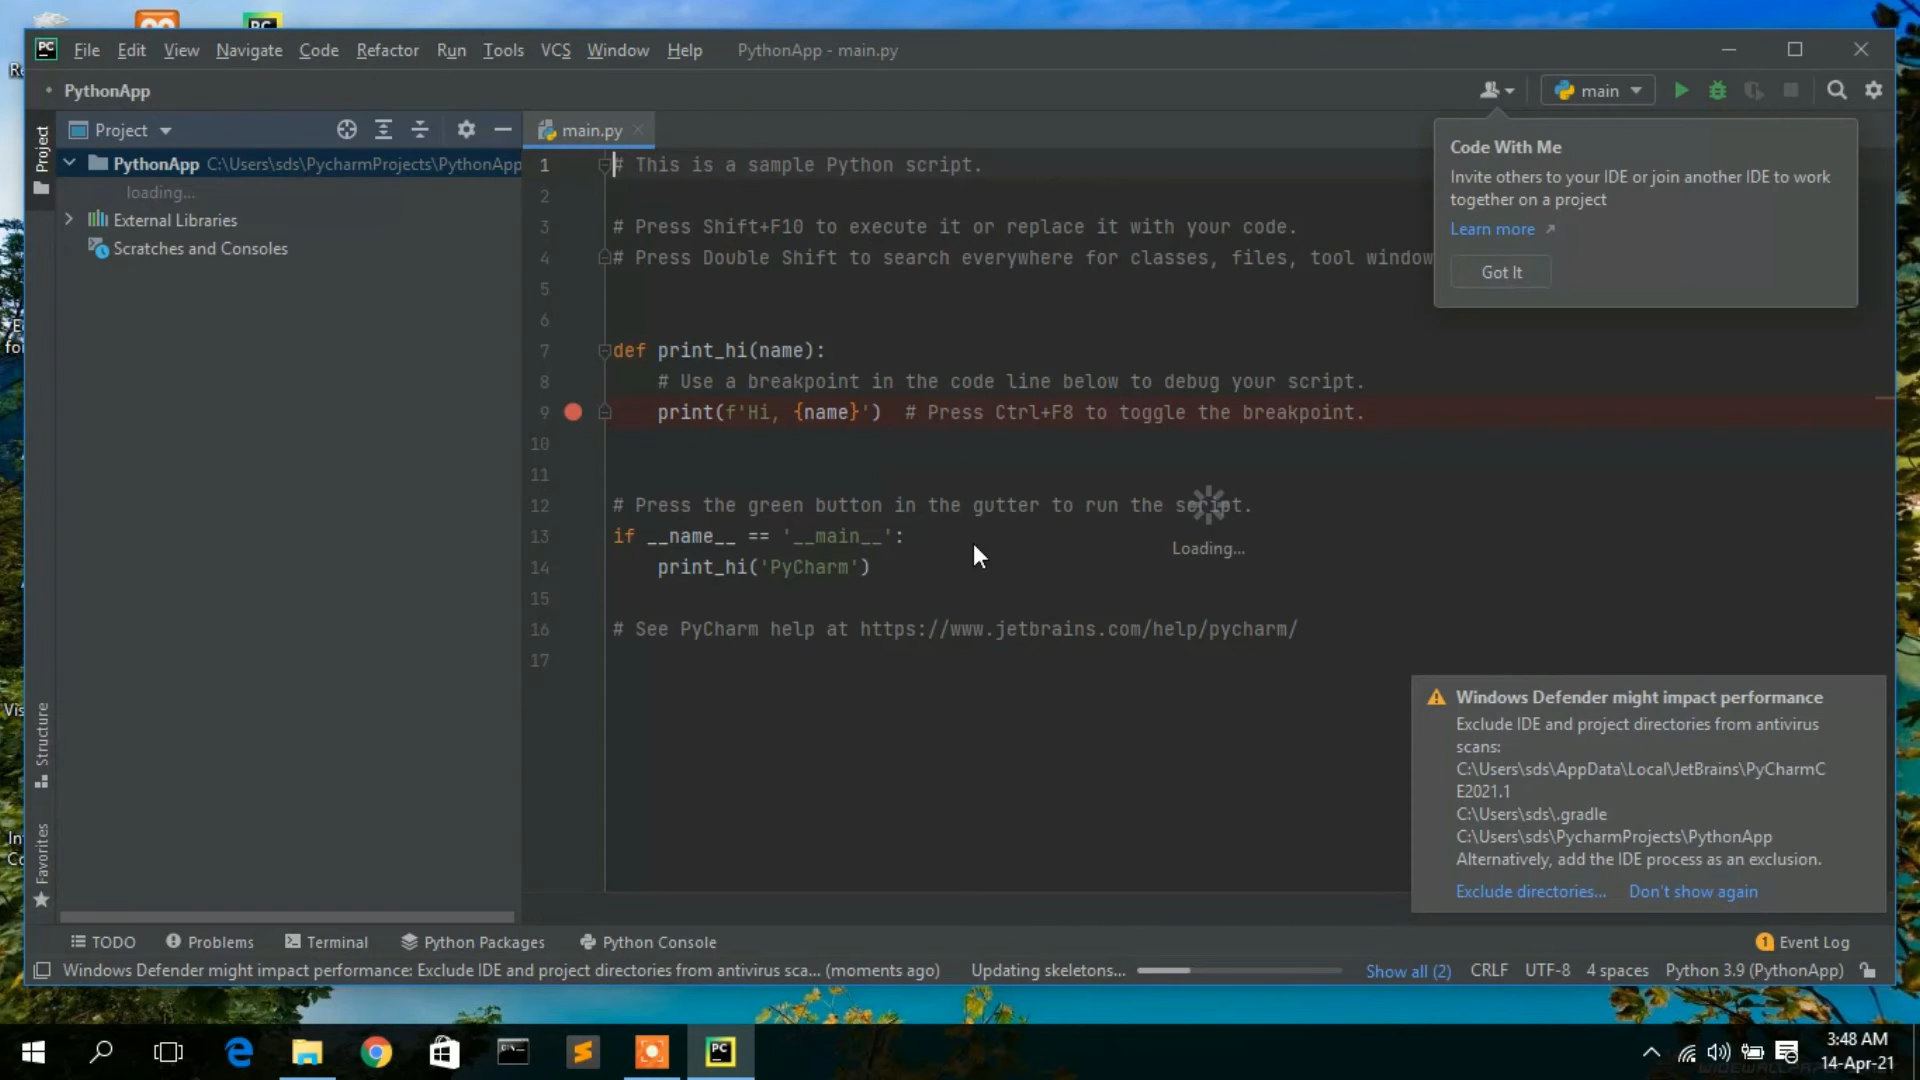 PC
PC File Edit View Navigate Code Refactor Run Tools VCS Window Help PythonApp - main.py
PythonApp
main
Project
Project
main.py
PythonApp C:\Users\sds\PycharmProjects\PythonApp
loading...
External Libraries
Scratches and Consoles
1 # This is a sample Python script.
2
3 # Press Shift+F10 to execute it or replace it with your code.
4 # Press Double Shift to search everywhere for classes, files, tool window
5
6
7 def print_hi(name):
8 # Use a breakpoint in the code line below to debug your script.
9 print(f'Hi, {name}') # Press Ctrl+F8 to toggle the breakpoint.
10
11
12 # Press the green button in the gutter to run the script.
13 if __name__ == '__main__':
14 print_hi('PyCharm')
15
16 # See PyCharm help at https://www.jetbrains.com/help/pycharm/
17
Loading...
Code With Me
Invite others to your IDE or join another IDE to work
together on a project
Learn more
Got It
Windows Defender might impact performance
Exclude IDE and project directories from antivirus
scans:
C:\Users\sds\AppData\Local\JetBrains\PyCharmC
E2021.1
C:\Users\sds\.gradle
C:\Users\sds\PycharmProjects\PythonApp
Alternatively, add the IDE process as an exclusion.
Exclude directories... Don't show again
Structure
Favorites
TODO Problems Terminal Python Packages Python Console
1 Event Log
Windows Defender might impact performance: Exclude IDE and project directories from antivirus sca... (moments ago) Updating skeletons... Show all (2) CRLF UTF-8 4 spaces Python 3.9 (PythonApp)
PC
3:48 AM
14-Apr-21